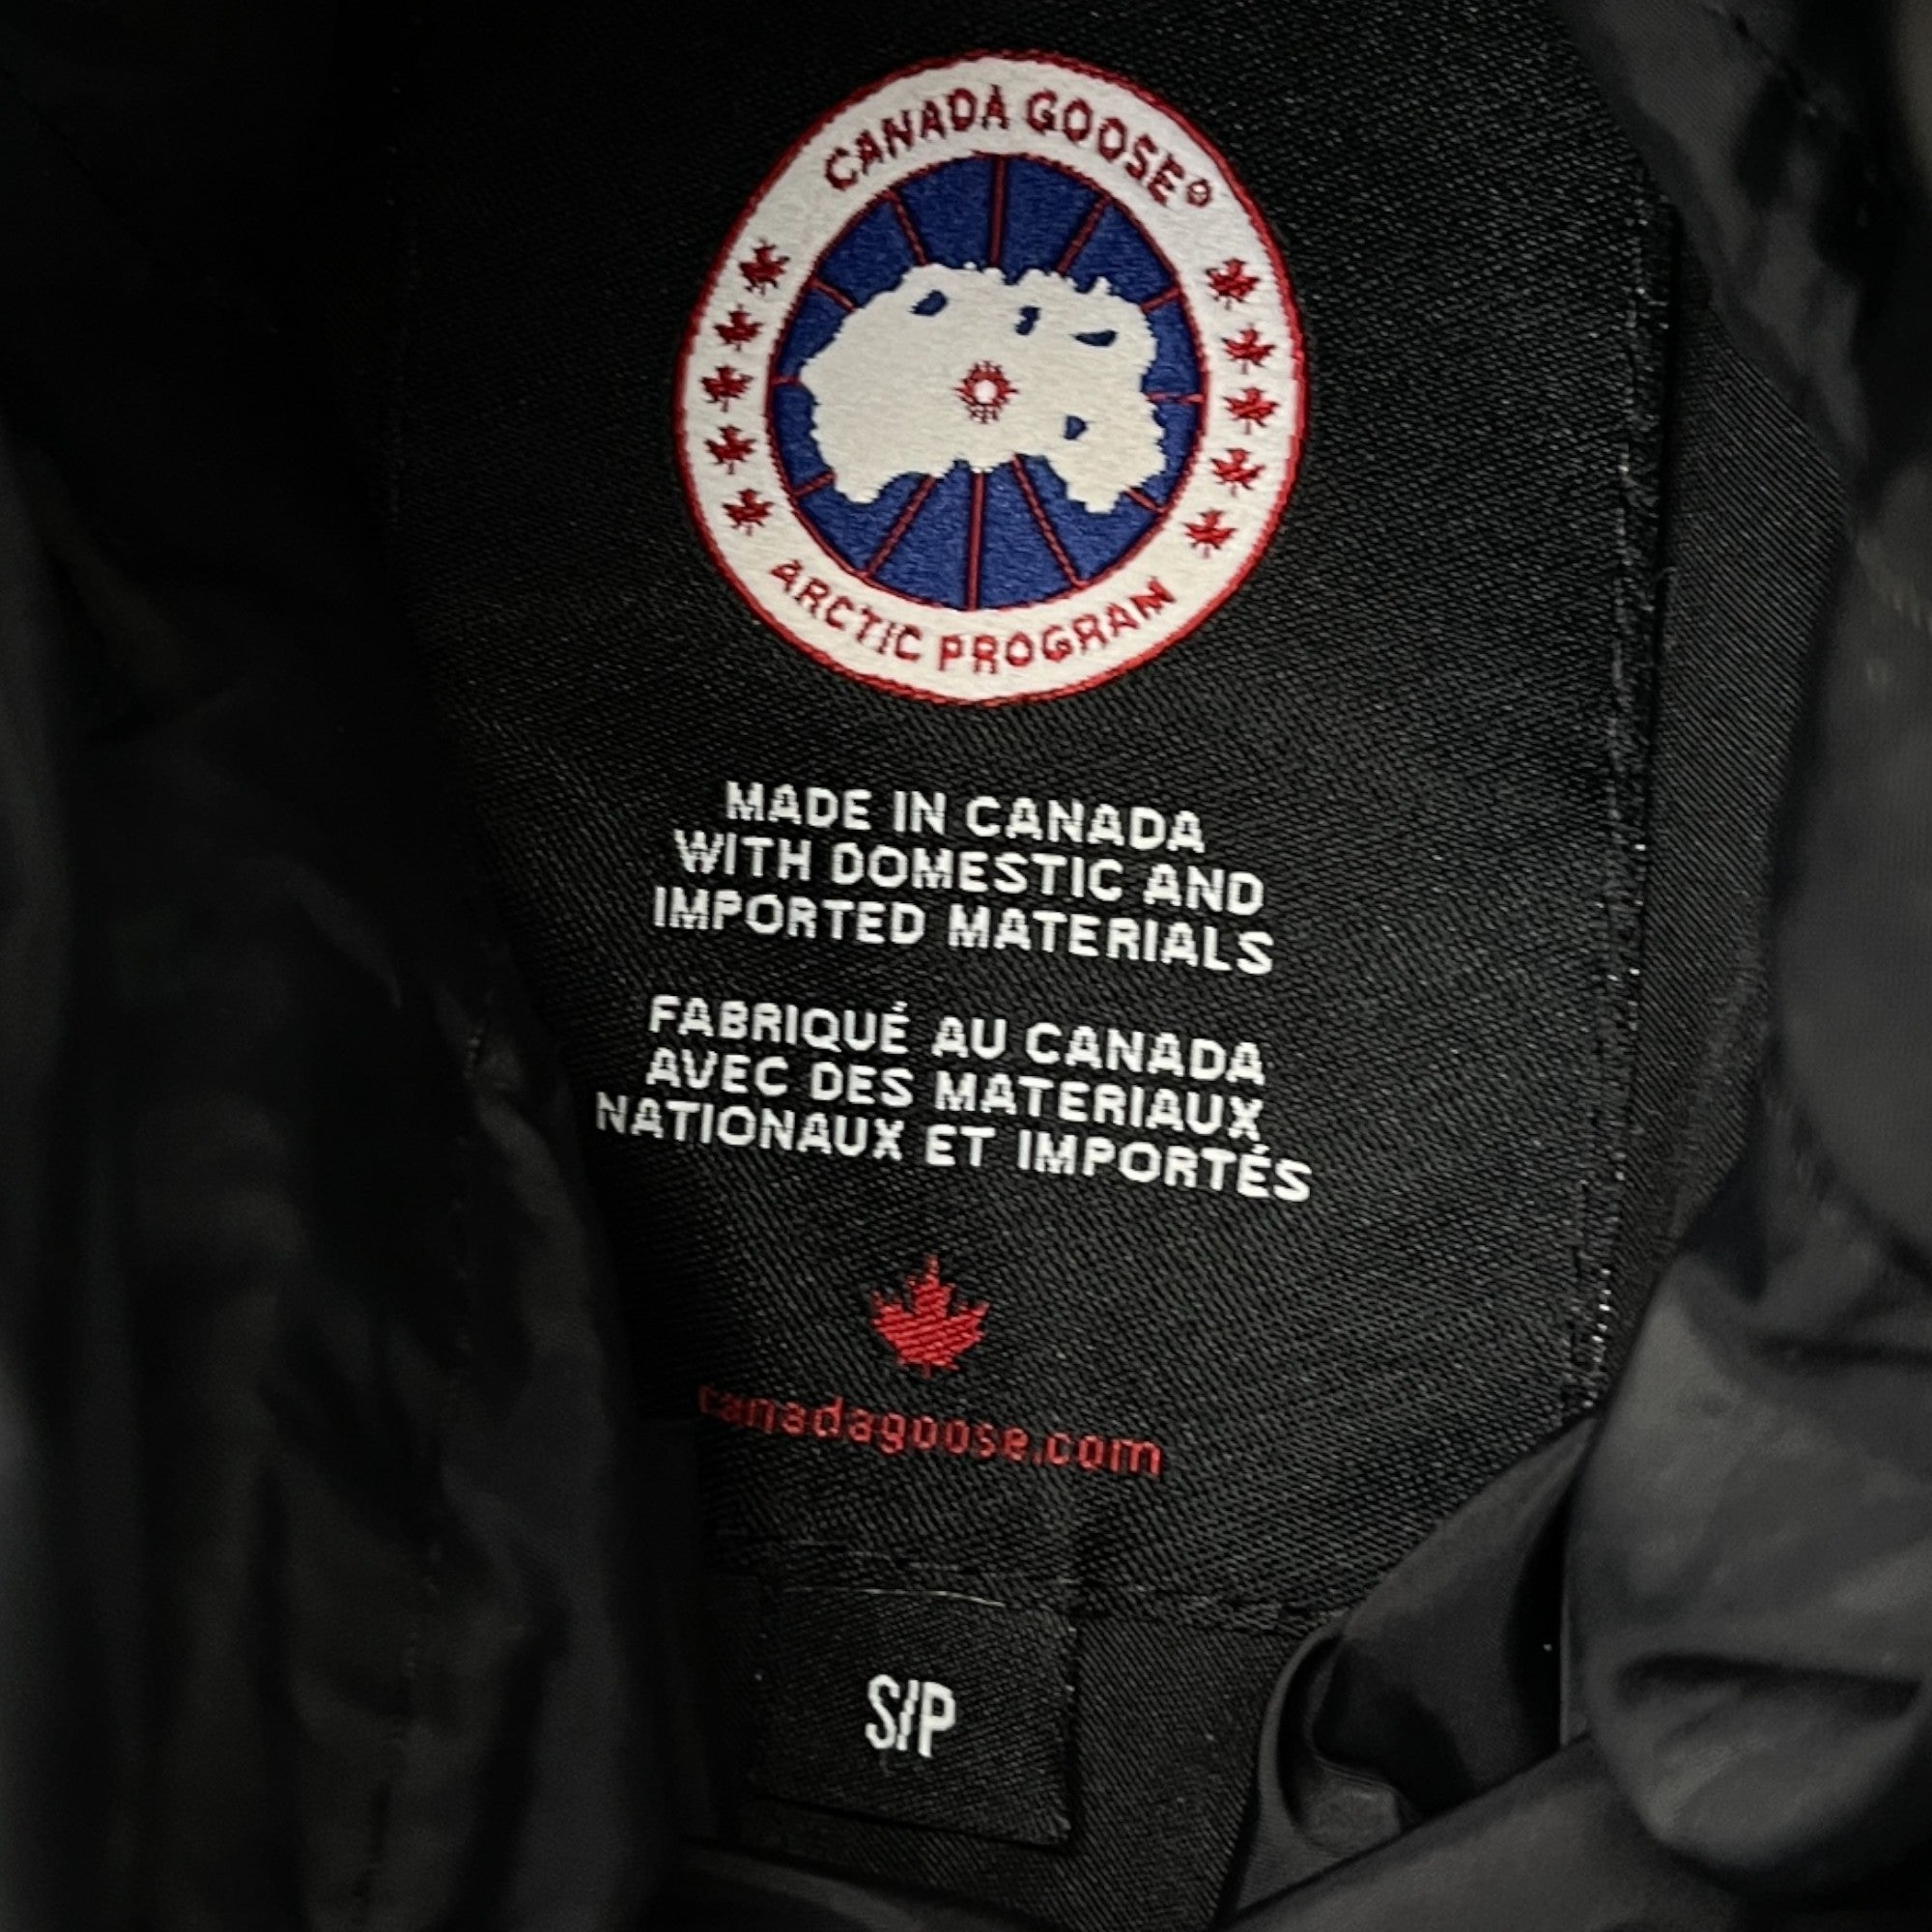 CANADA GOOSE®
ARCTIC PROGRAM
MADE IN CANADA
WITH DOMESTIC AND
IMPORTED MATERIALS
FABRIQUÉ AU CANADA
AVEC DES MATERIAUX
NATIONAUX ET IMPORTÉS
canadagoose.com
S/P